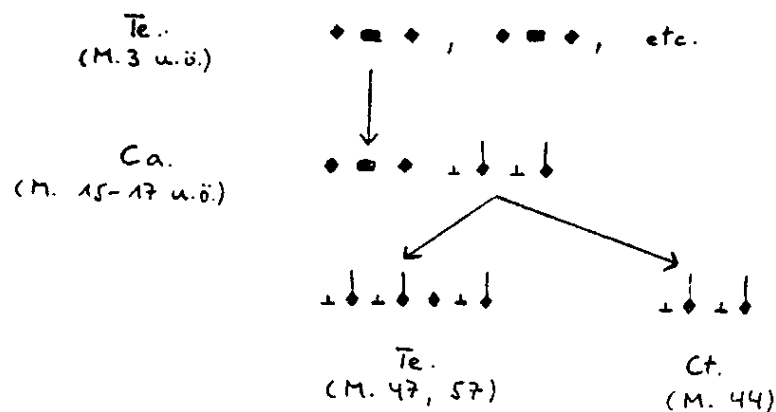 Te.
(M. 3 u.ö.)
, , etc.
Ca.
(M. 15-17 u.ö.)
Te.
(M. 47, 57)
Ct.
(M. 44)